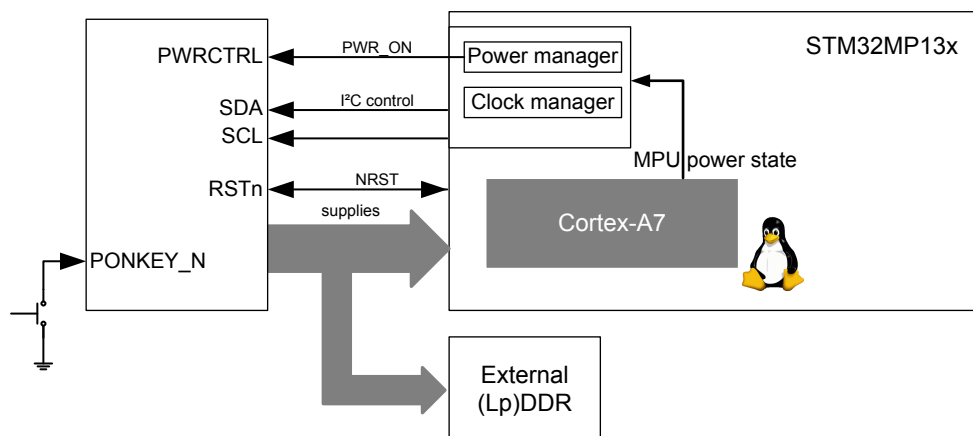 PWRCTRL
PWR_ON
Power manager
STM32MP13x
SDA
I²C control
Clock manager
SCL
MPU power state
RSTn
NRST
supplies
Cortex-A7
PONKEY_N
External
(Lp)DDR